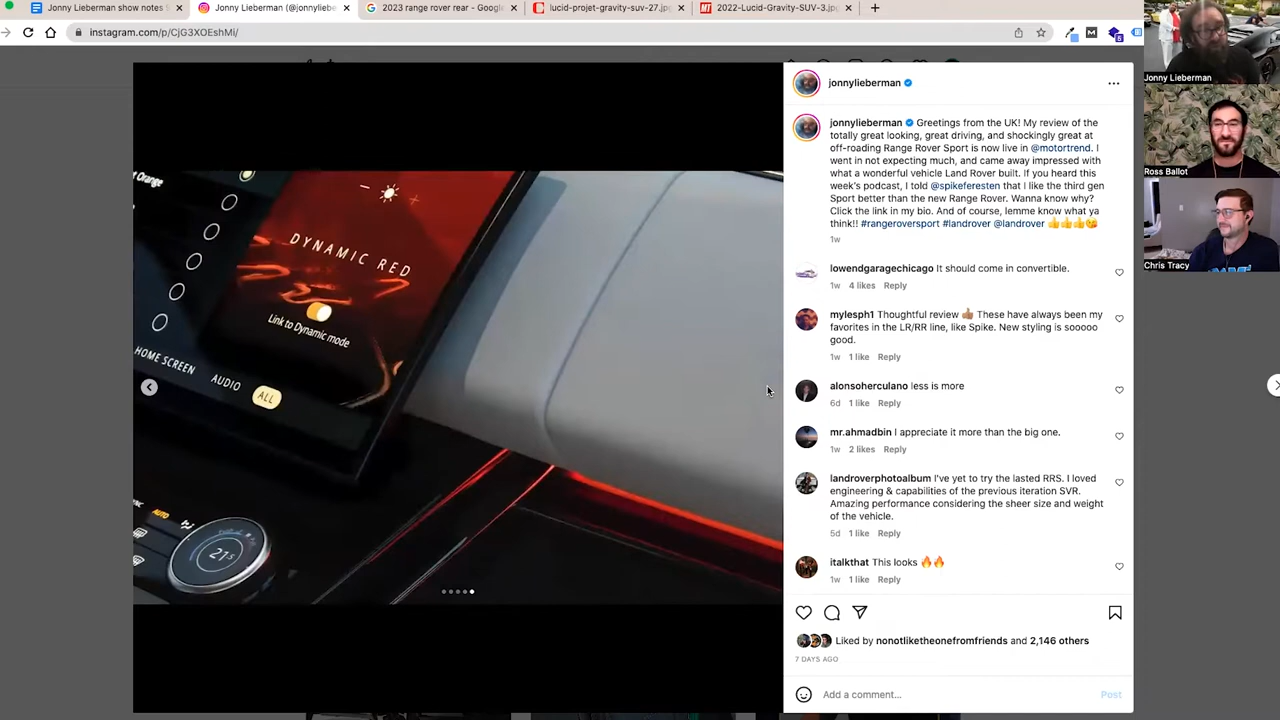 Jonny Lieberman show notes
Jonny Lieberman (@jonnyliebe
2023 range rover rear - Google
lucid-projet-gravity-suv-27.jpg
2022-Lucid-Gravity-SUV-3.jpg
instagram.com/p/CjG3XOEshMi/
Jonny Lieberman
Ross Ballot
Chris Tracy
Orange
DYNAMIC RED
Link to Dynamic mode
HOME SCREEN
AUDIO
ALL
AUTO
21.5
jonnylieberman
jonnylieberman Greetings from the UK! My review of the
totally great looking, great driving, and shockingly great at
off-roading Range Rover Sport is now live in @motortrend. I
went in not expecting much, and came away impressed with
what a wonderful vehicle Land Rover built. If you heard this
week's podcast, I told @spikeferesten that I like the third gen
Sport better than the new Range Rover. Wanna know why?
Click the link in my bio. And of course, lemme know what ya
think!! #rangeroversport #landrover @landrover 👍👍👍😘
1w
lowendgaragechicago It should come in convertible.
1w 4 likes Reply
mylesph1 Thoughtful review 👍🏽 These have always been my
favorites in the LR/RR line, like Spike. New styling is sooooo
good.
1w 1 like Reply
alonsoherculano less is more
6d 1 like Reply
mr.ahmadbin I appreciate it more than the big one.
1w 2 likes Reply
landroverphotoalbum I've yet to try the lasted RRS. I loved
engineering & capabilities of the previous iteration SVR.
Amazing performance considering the sheer size and weight
of the vehicle.
5d 1 like Reply
italkthat This looks 🔥🔥
1w 1 like Reply
Liked by nonotliketheonefromfriends and 2,146 others
7 DAYS AGO
Add a comment...
Post